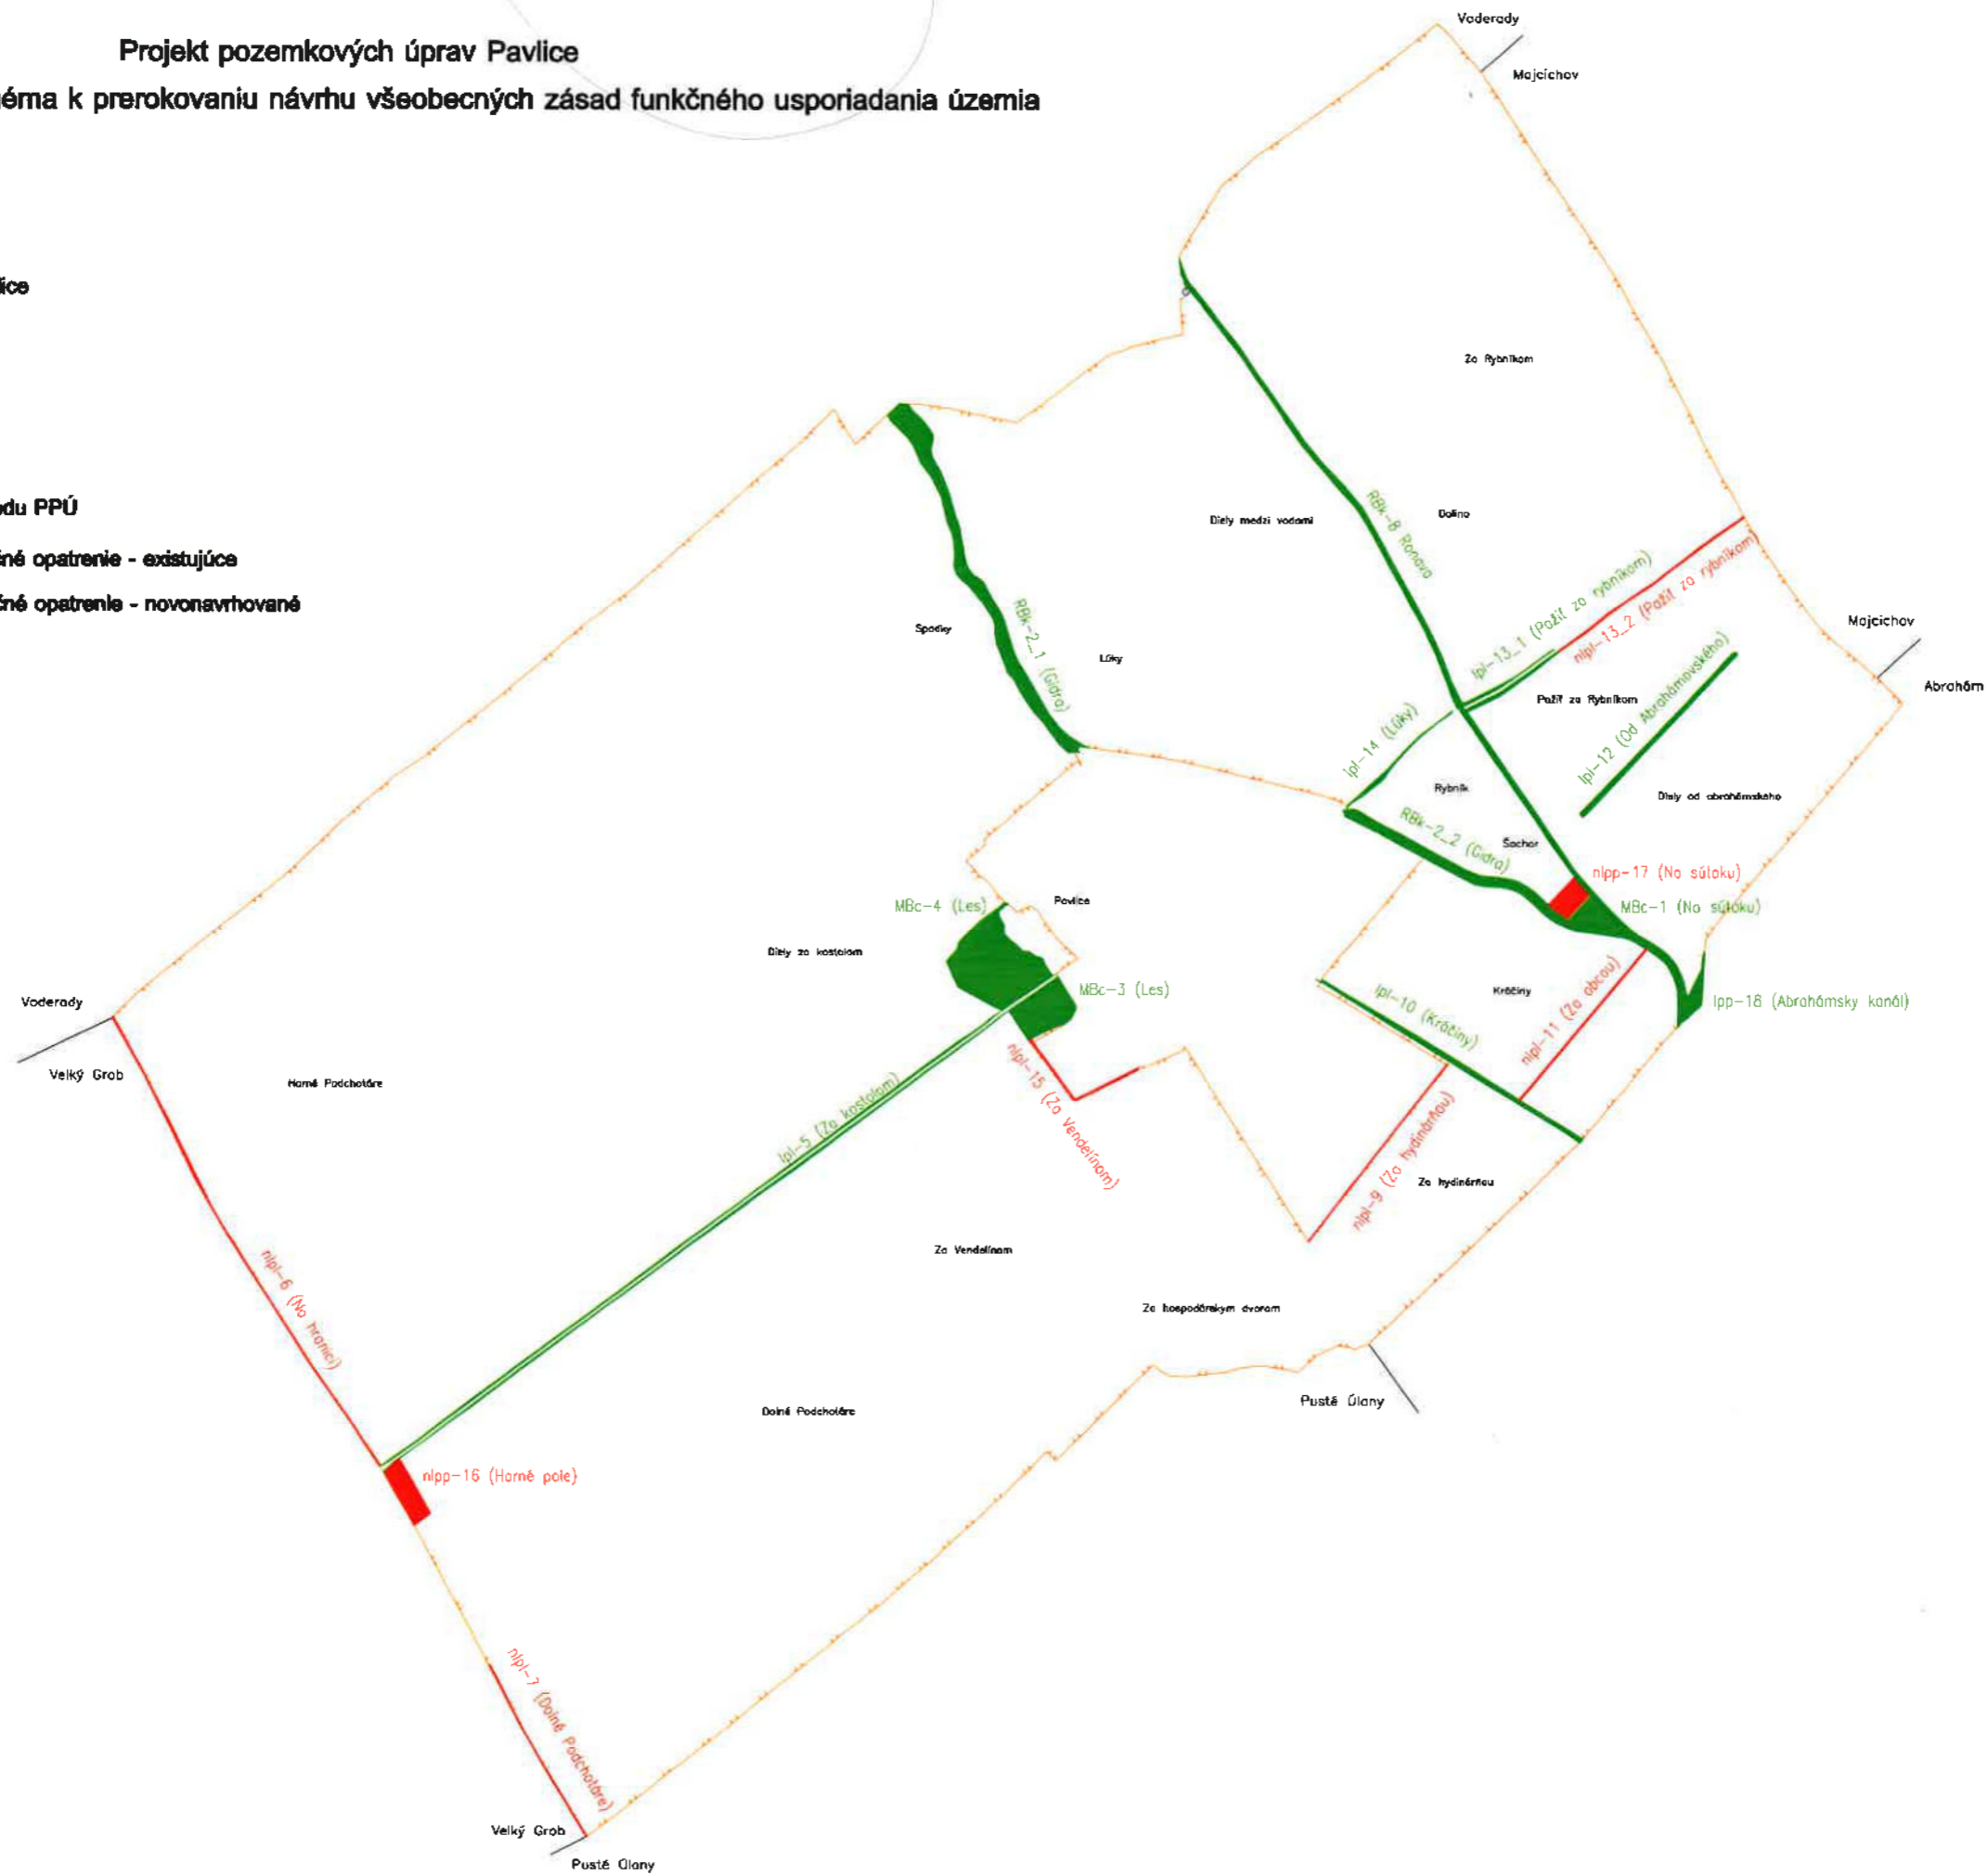 Projekt pozemkových úprav Pavlice
éma k prerokovaniu návrhu všeobecných zásad funkčného usporiadania územia
ice
du PPÚ
né opatrenie - existujúce
né opatrenie - novonavrhované
Voderady
Majcichov
Za Rybníkom
Diely medzi vodami
RBk-8 Ronava
Dolina
lpl-13_1 (Pažiť za rybníkom)
nlpl-13_2 (Pažiť za rybníkom)
Majcichov
Abrahám
Spodky
RBk-2_1 (Gidra)
Lúky
Pažiť za Rybníkom
lpl-14 (Lúky)
lpl-12 (Od Abrahámovského)
Rybník
Diely od abrahámskeho
RBk-2_2 (Gidra)
Sachor
nlpp-17 (Na sútoku)
MBc-1 (Na sútoku)
MBc-4 (Les)
Pavlice
Diely za kostolom
MBc-3 (Les)
lpl-10 (Kráčiny)
Kráčiny
nlpl-11 (Za obcou)
lpp-18 (Abrahámsky kanál)
Voderady
Velký Grob
Horné Podchotáre
lpl-5 (Za kostolom)
nlpl-15 (Za Vendelínom)
nlpl-9 (Za hydinárňou)
Za hydinárňou
Za Vendelínom
nlpl-6 (Na hranici)
Za hospodárskym dvorom
Pusté Úlany
Dolné Podchotáre
nlpp-16 (Horné pole)
nlpl-7 (Dolné Podchotáre)
Velký Grob
Pusté Úlany